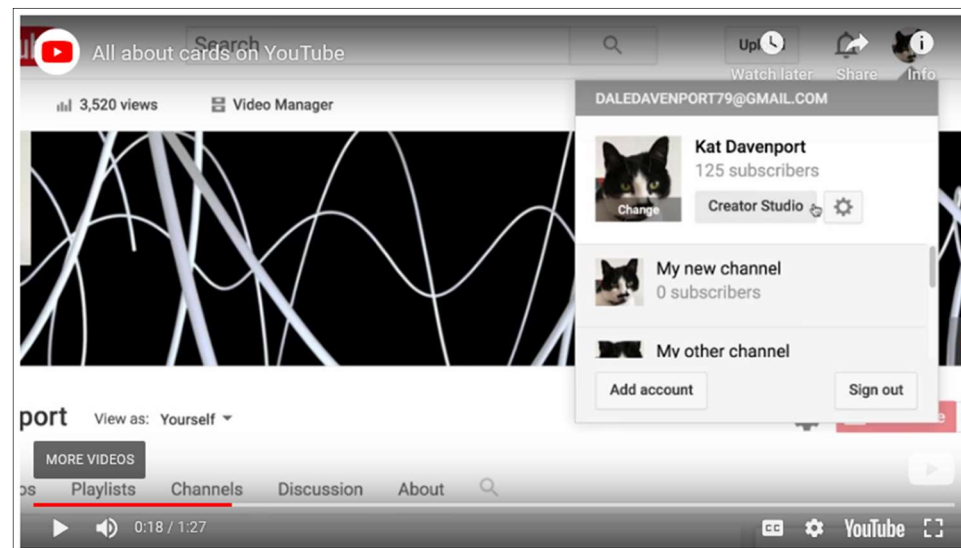 All about cards on YouTube
Search
Watch later
Share
Info
3,520 views
Video Manager
DALEDAVENPORT79@GMAIL.COM
Kat Davenport
125 subscribers
Change
Creator Studio
My new channel
0 subscribers
My other channel
Add account
Sign out
port
View as: Yourself
MORE VIDEOS
os
Playlists
Channels
Discussion
About
0:18 / 1:27
CC
YouTube